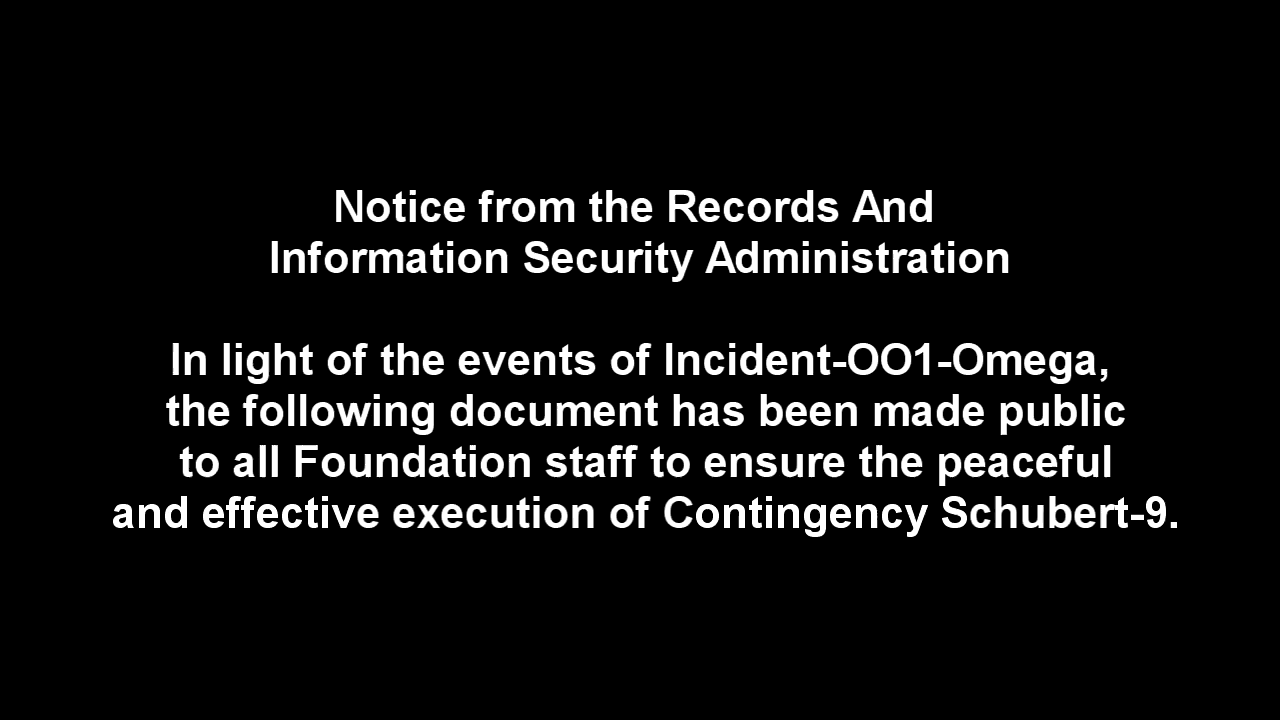 Notice from the Records And
Information Security Administration
In light of the events of Incident-OO1-Omega,
the following document has been made public
to all Foundation staff to ensure the peaceful
and effective execution of Contingency Schubert-9.